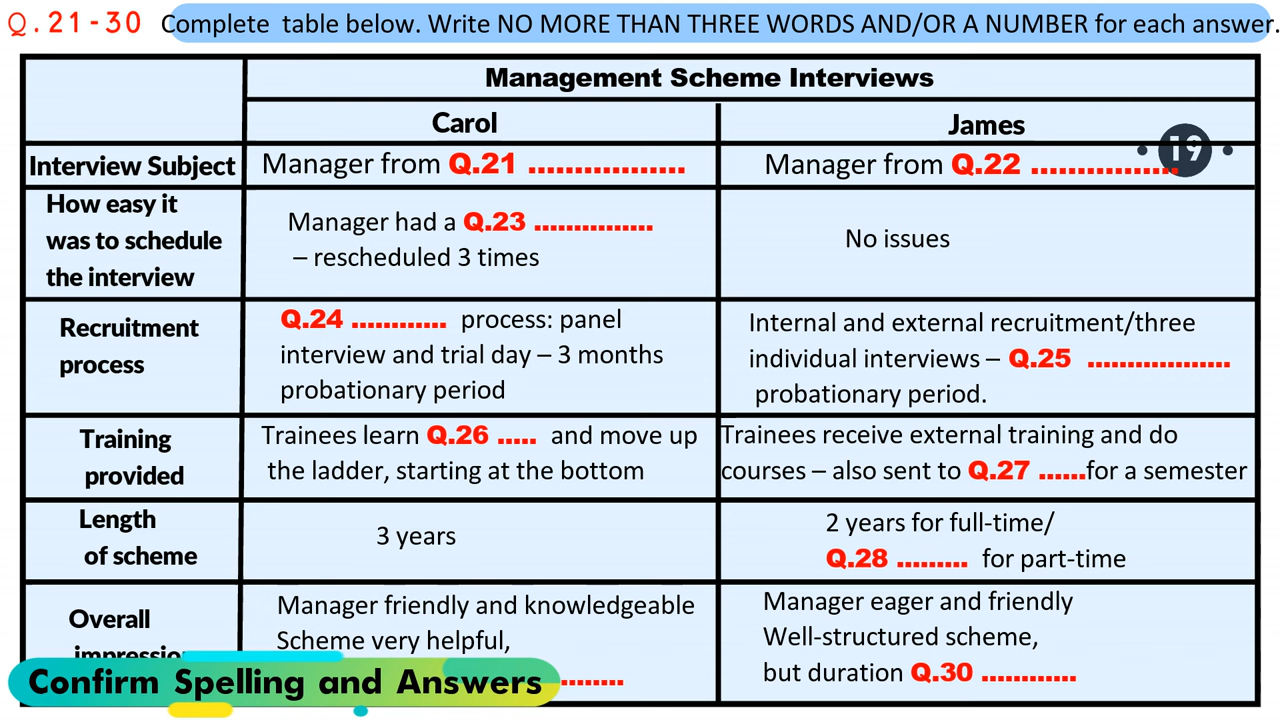 Q.21-30 Complete table below. Write NO MORE THAN THREE WORDS AND/OR A NUMBER for each answer.
Management Scheme Interviews
Carol
James
19
Interview Subject
Manager from Q.21 .................
Manager from Q.22 ................
How easy it
was to schedule
the interview
Manager had a Q.23 ...............
– rescheduled 3 times
No issues
Recruitment
process
Q.24 ............ process: panel
interview and trial day – 3 months
probationary period
Internal and external recruitment/three
individual interviews – Q.25 ..................
probationary period.
Training
provided
Trainees learn Q.26 ..... and move up
the ladder, starting at the bottom
Trainees receive external training and do
courses – also sent to Q.27 ......for a semester
Length
of scheme
3 years
2 years for full-time/
Q.28 ......... for part-time
Overall
Manager friendly and knowledgeable
Scheme very helpful,
........
Manager eager and friendly
Well-structured scheme,
but duration Q.30 ............
Confirm Spelling and Answers